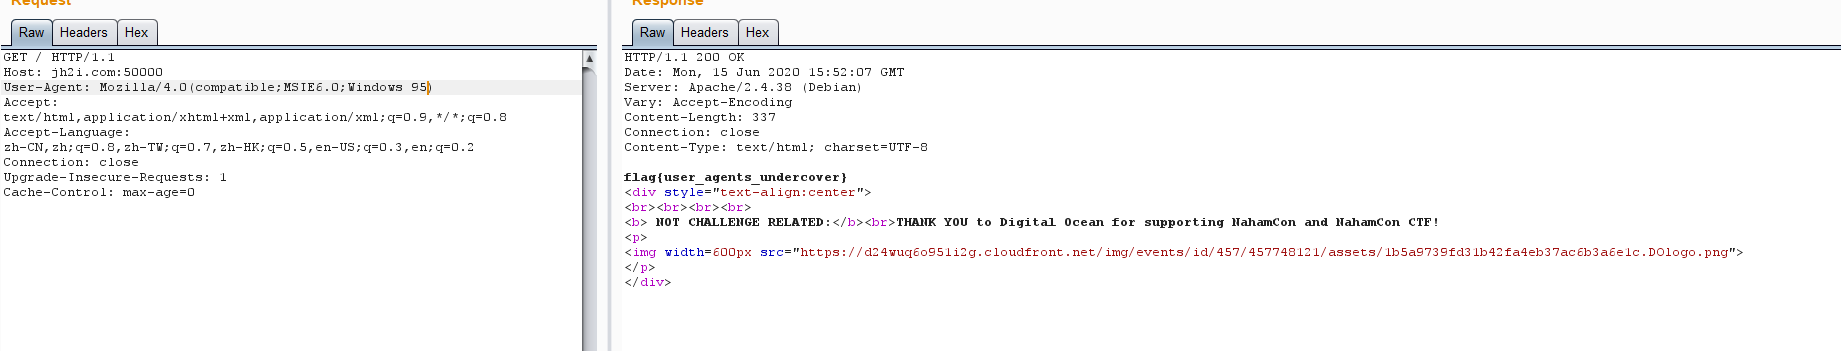 Request
Raw Headers Hex
GET / HTTP/1.1
Host: jh2i.com:50000
User-Agent: Mozilla/4.0(compatible;MSIE6.0;Windows 95)
Accept:
text/html,application/xhtml+xml,application/xml;q=0.9,*/*;q=0.8
Accept-Language:
zh-CN,zh;q=0.8,zh-TW;q=0.7,zh-HK;q=0.5,en-US;q=0.3,en;q=0.2
Connection: close
Upgrade-Insecure-Requests: 1
Cache-Control: max-age=0
Response
Raw Headers Hex
HTTP/1.1 200 OK
Date: Mon, 15 Jun 2020 15:52:07 GMT
Server: Apache/2.4.38 (Debian)
Vary: Accept-Encoding
Content-Length: 337
Connection: close
Content-Type: text/html; charset=UTF-8
flag{user_agents_undercover}
<div style="text-align:center">
<br><br><br><br>
<b> NOT CHALLENGE RELATED:</b><br>THANK YOU to Digital Ocean for supporting NahamCon and NahamCon CTF!
<p>
<img width=600px src="https://d24wuq6o951i2g.cloudfront.net/img/events/id/457/457748121/assets/1b5a9739fd31b42fa4eb37ac6b3a6e1c.DOlogo.png">
</p>
</div>